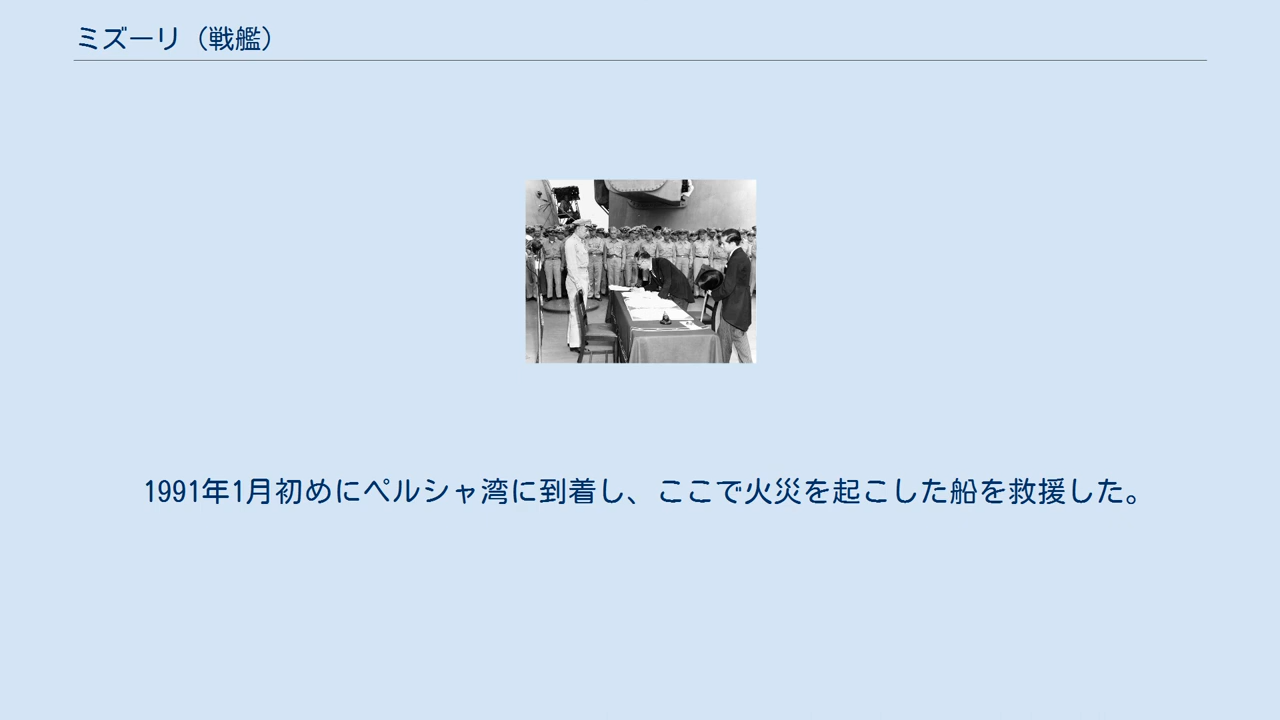 ミズーリ（戦艦）
1991年1月初めにペルシャ湾に到着し、ここで火災を起こした船を救援した。